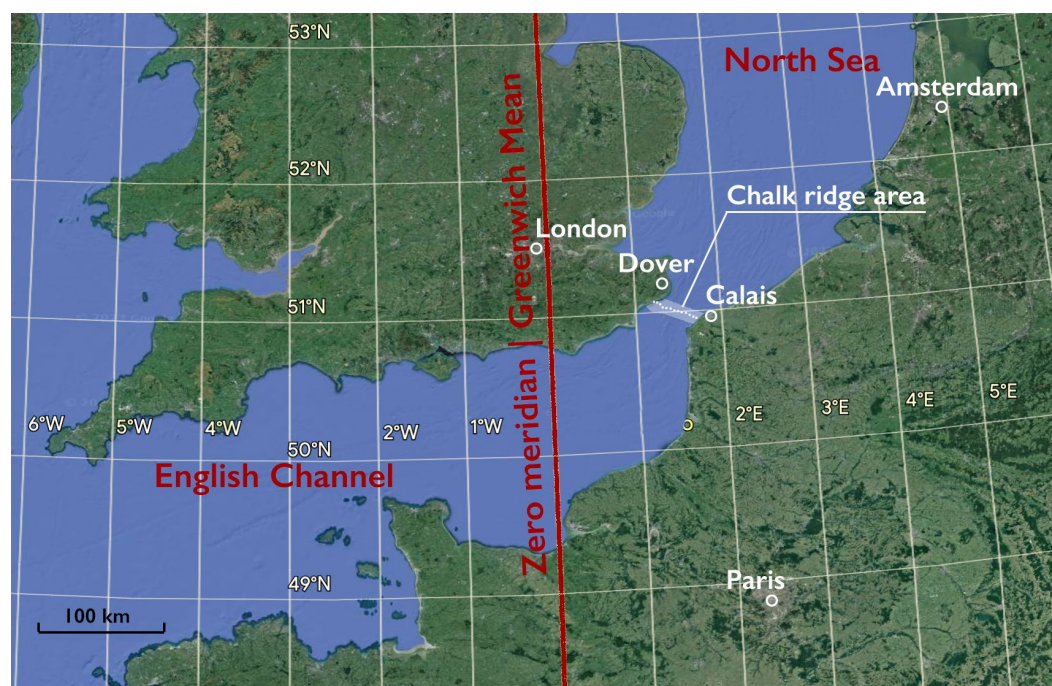 53°N
North Sea
Amsterdam
52°N
Chalk ridge area
London
Dover
Calais
51°N
Zero meridian | Greenwich Mean
6°W
5°W
4°W
2°W
1°W
2°E
3°E
4°E
5°E
50°N
English Channel
49°N
Paris
100 km